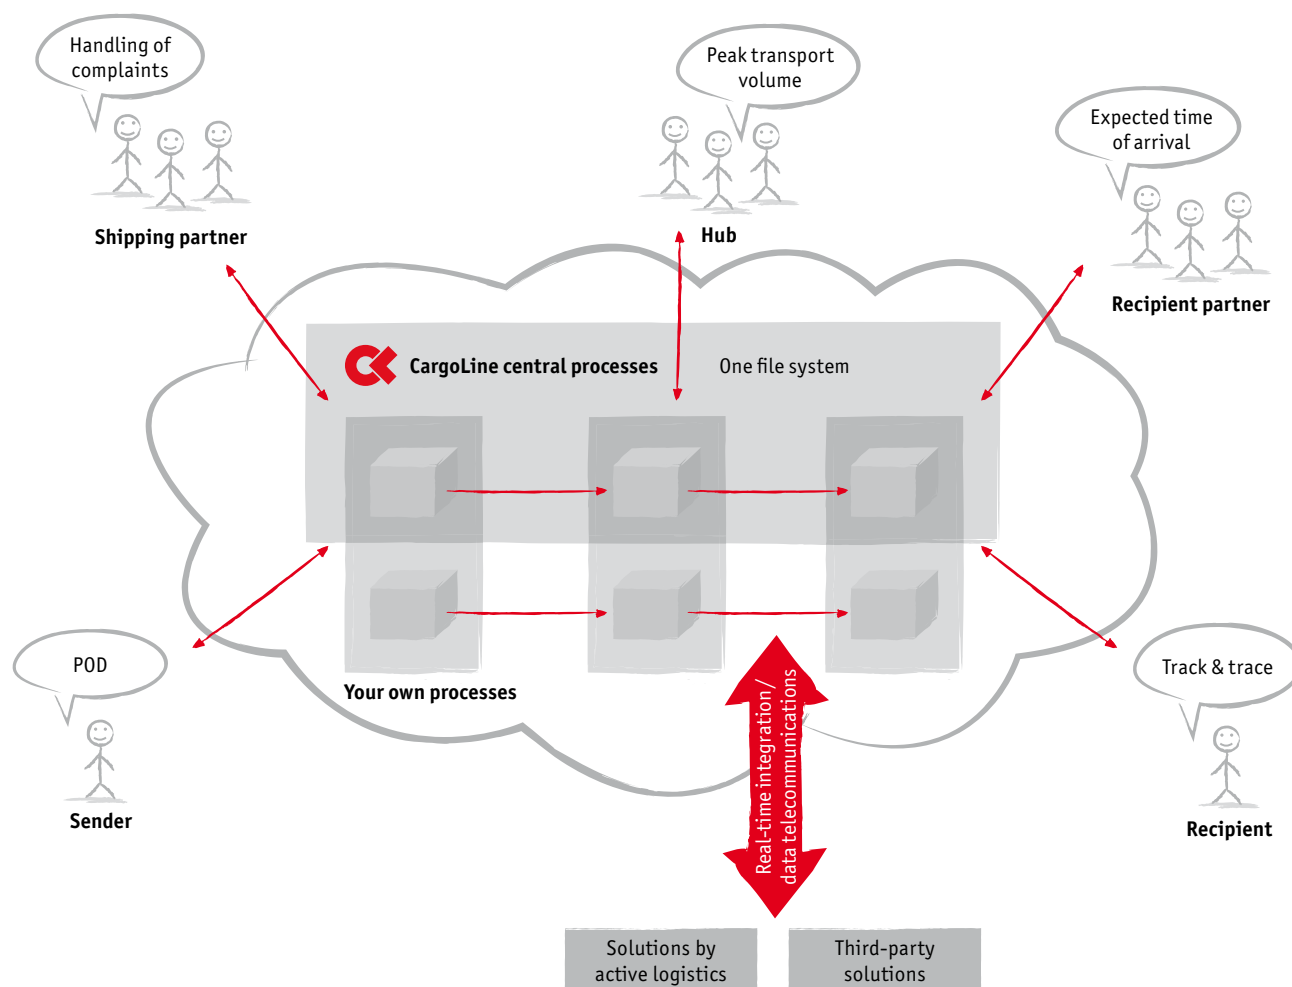 Handling of
complaints
Shipping partner
Peak transport
volume
Hub
Expected time
of arrival
Recipient partner
CargoLine central processes
One file system
Your own processes
POD
Sender
Track & trace
Recipient
Real-time integration/
data telecommunications
Solutions by
active logistics
Third-party
solutions